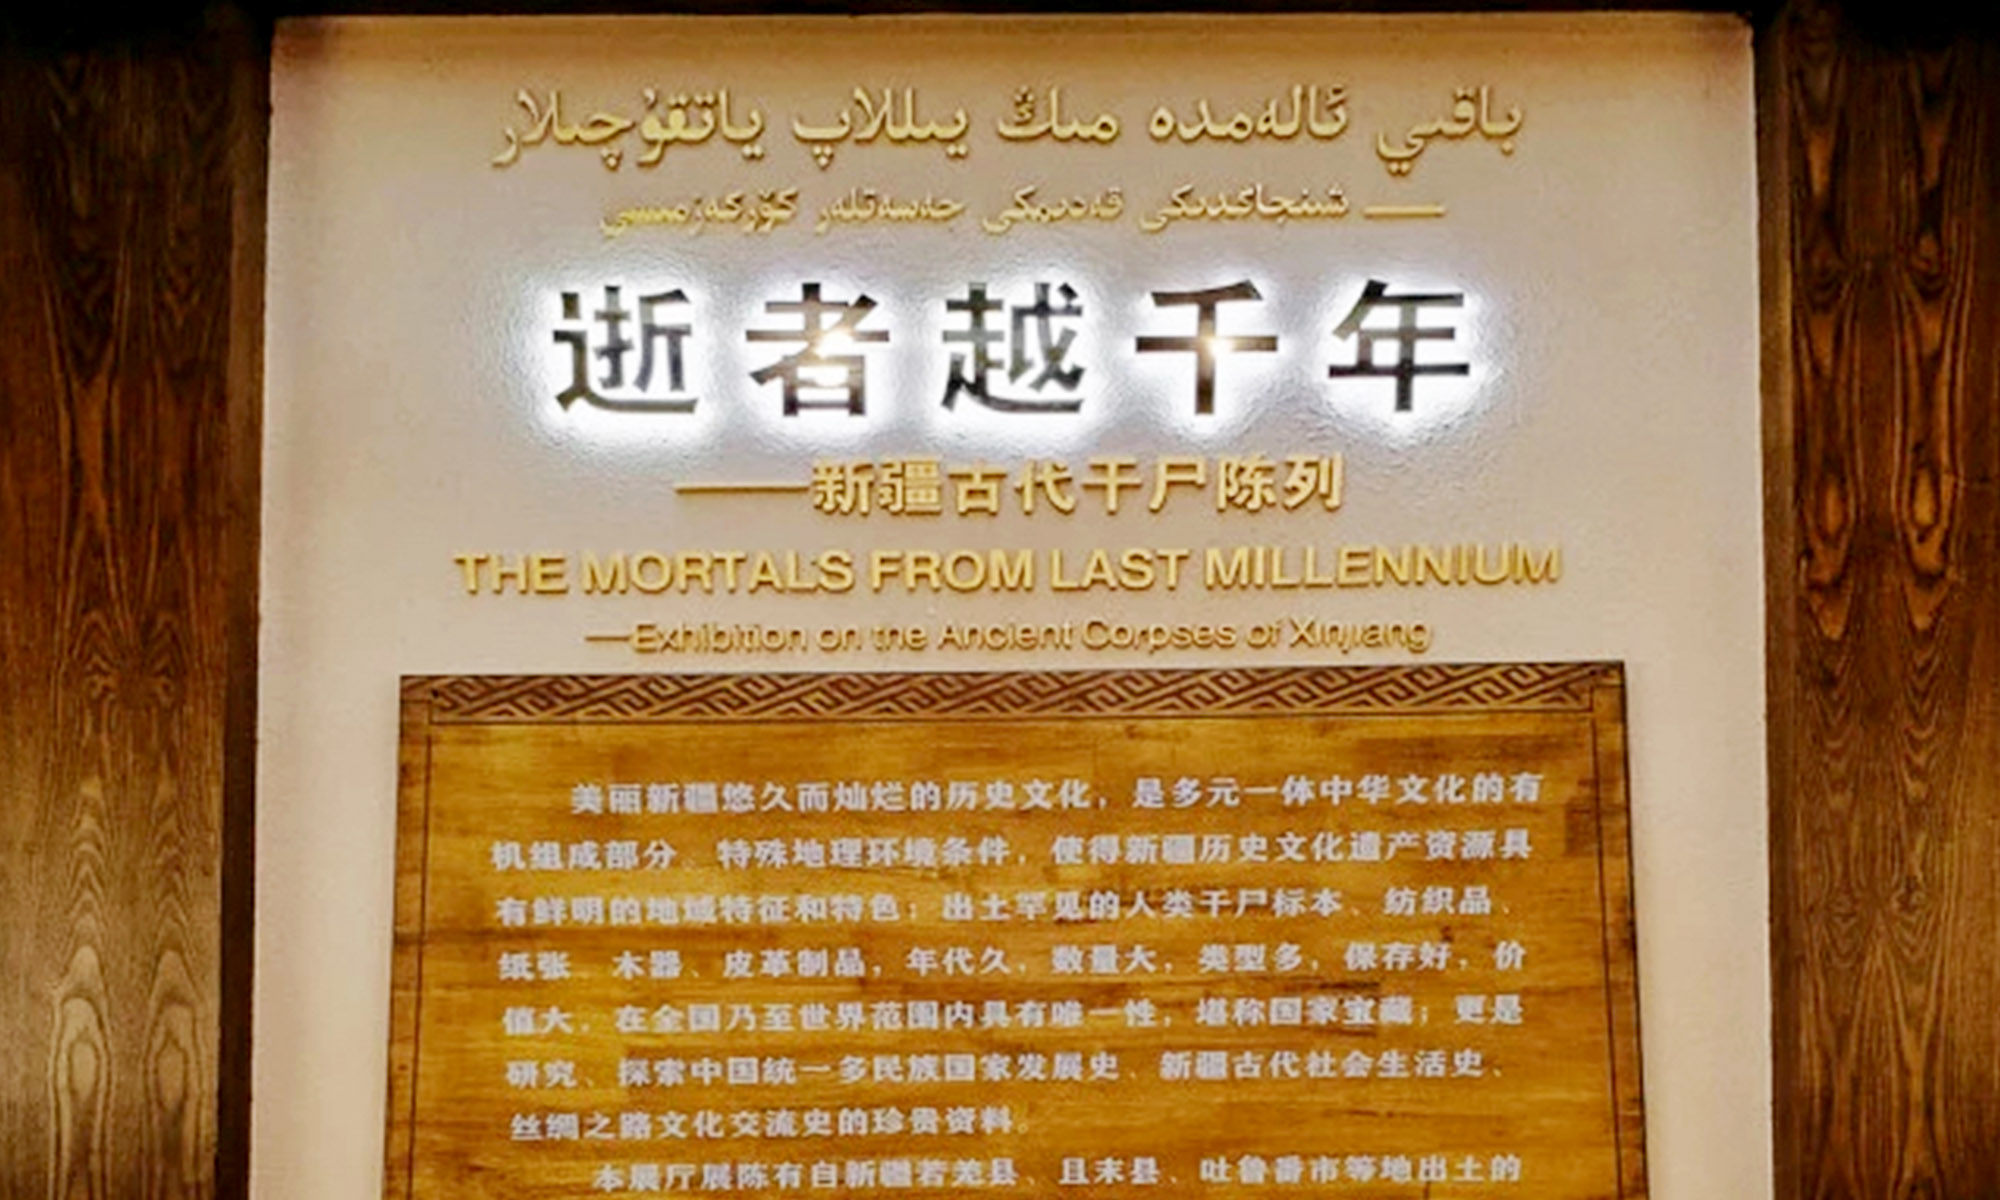 باقىي ئالەمدە مىڭ يىللاپ ياتقۇچىلار
—— شىنجاڭدىكى قەدىمكى جەسەتلەر كۆرگەزمىسى
逝者越千年
——新疆古代干尸陈列
THE MORTALS FROM LAST MILLENNIUM
—Exhibition on the Ancient Corpses of Xinjiang
美丽新疆悠久而灿烂的历史文化，是多元一体中华文化的有
机组成部分。特殊地理环境条件，使得新疆历史文化遗产资源具
有鲜明的地域特征和特色；出土罕见的人类干尸标本、纺织品、
纸张、木器、皮革制品，年代久，数量大，类型多，保存好，价
值大，在全国乃至世界范围内具有唯一性，堪称国家宝藏；更是
研究、探索中国统一多民族国家发展史、新疆古代社会生活史、
丝绸之路文化交流史的珍贵资料。
本展厅展陈有自新疆若羌县、且末县、吐鲁番市等地出土的